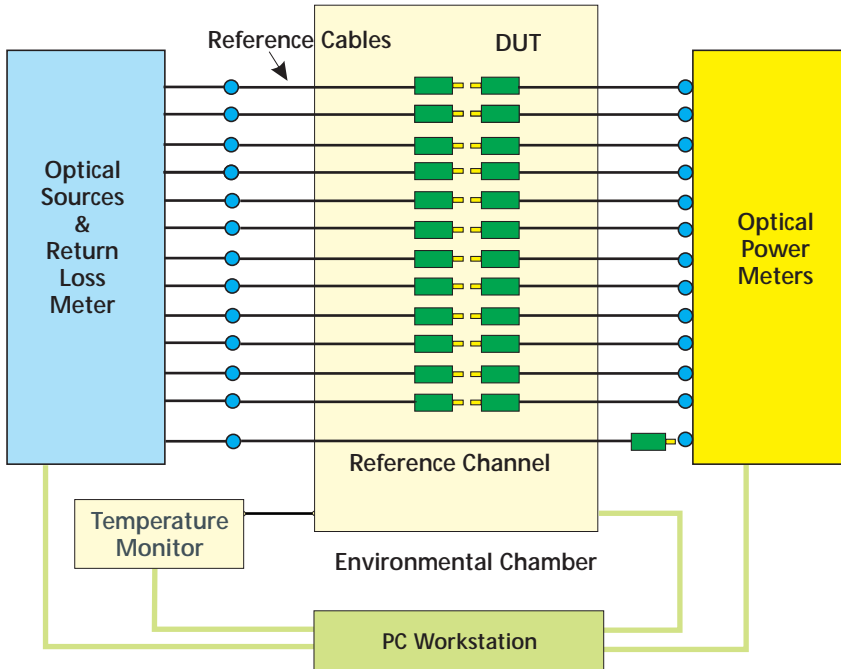 Reference Cables
DUT
Optical
Sources
&
Return
Loss
Meter
Optical
Power
Meters
Reference Channel
Temperature
Monitor
Environmental Chamber
PC Workstation